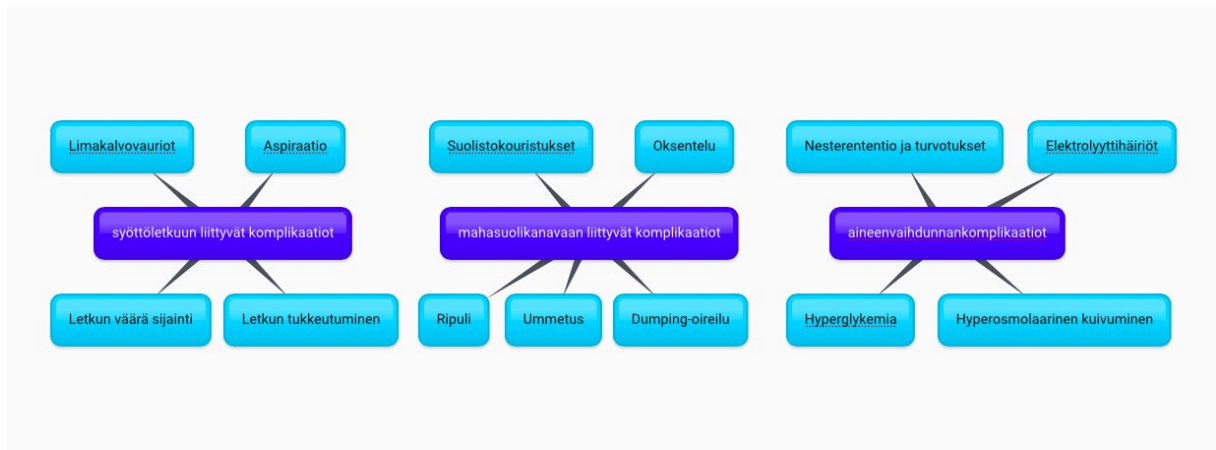 Limakalvovauriot
Aspiraatio
syöttöletkuun liittyvät komplikaatiot
Letkun väärä sijainti
Letkun tukkeutuminen
Suolistokouristukset
Oksentelu
mahasuolikanavaan liittyvät komplikaatiot
Ripuli
Ummetus
Dumping-oireilu
Nesterententio ja turvotukset
Elektrolyyttihäiriöt
aineenvaihdunnankomplikaatiot
Hyperglykemia
Hyperosmolaarinen kuivuminen